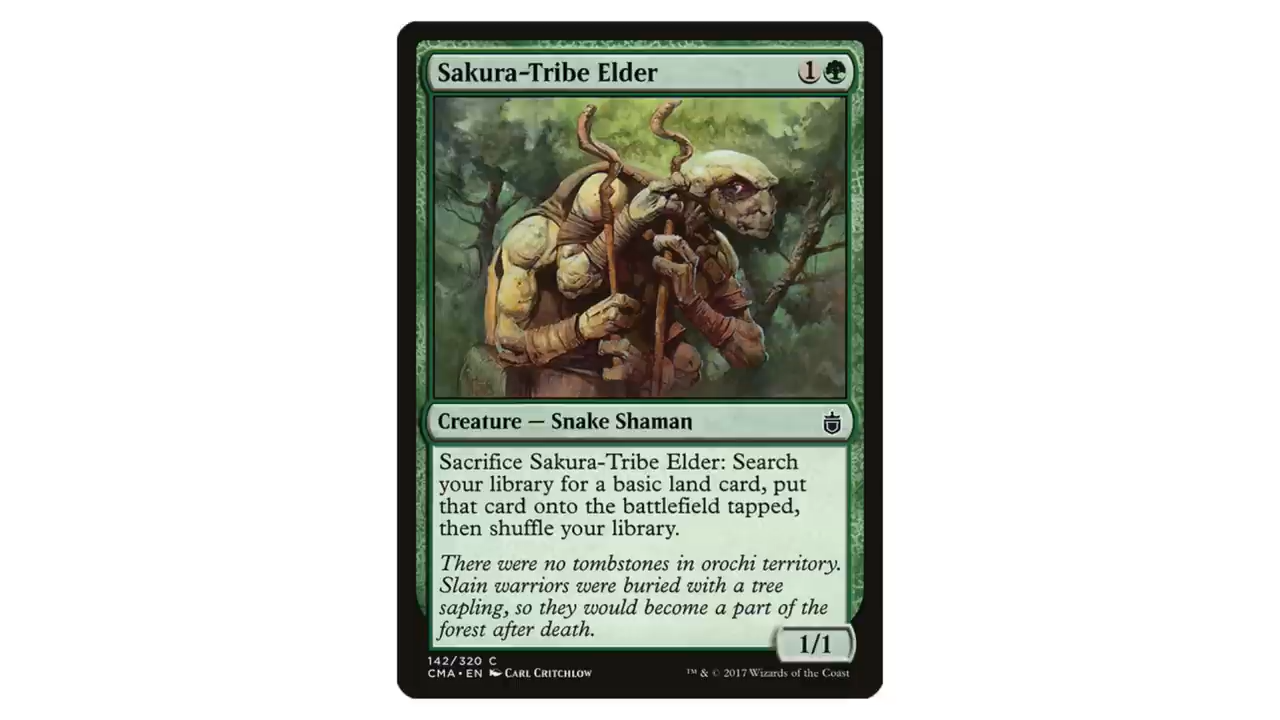 Sakura-Tribe Elder 1
Creature — Snake Shaman
Sacrifice Sakura-Tribe Elder: Search
your library for a basic land card, put
that card onto the battlefield tapped,
then shuffle your library.
There were no tombstones in orochi territory.
Slain warriors were buried with a tree
sapling, so they would become a part of the
forest after death.
1/1
142/320 C
CMA • EN Carl Critchlow
™ & © 2017 Wizards of the Coast